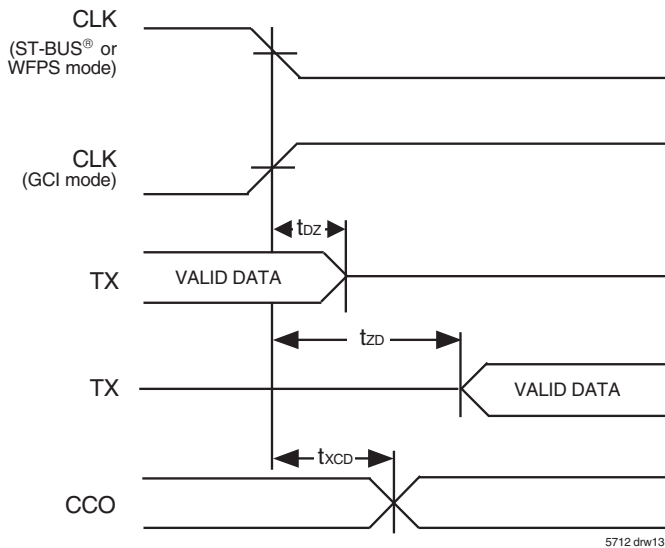 CLK
(ST-BUS® or
WFPS mode)
CLK
(GCI mode)
tDZ
TX
VALID DATA
tZD
TX
VALID DATA
tXCD
CCO
5712 drw13